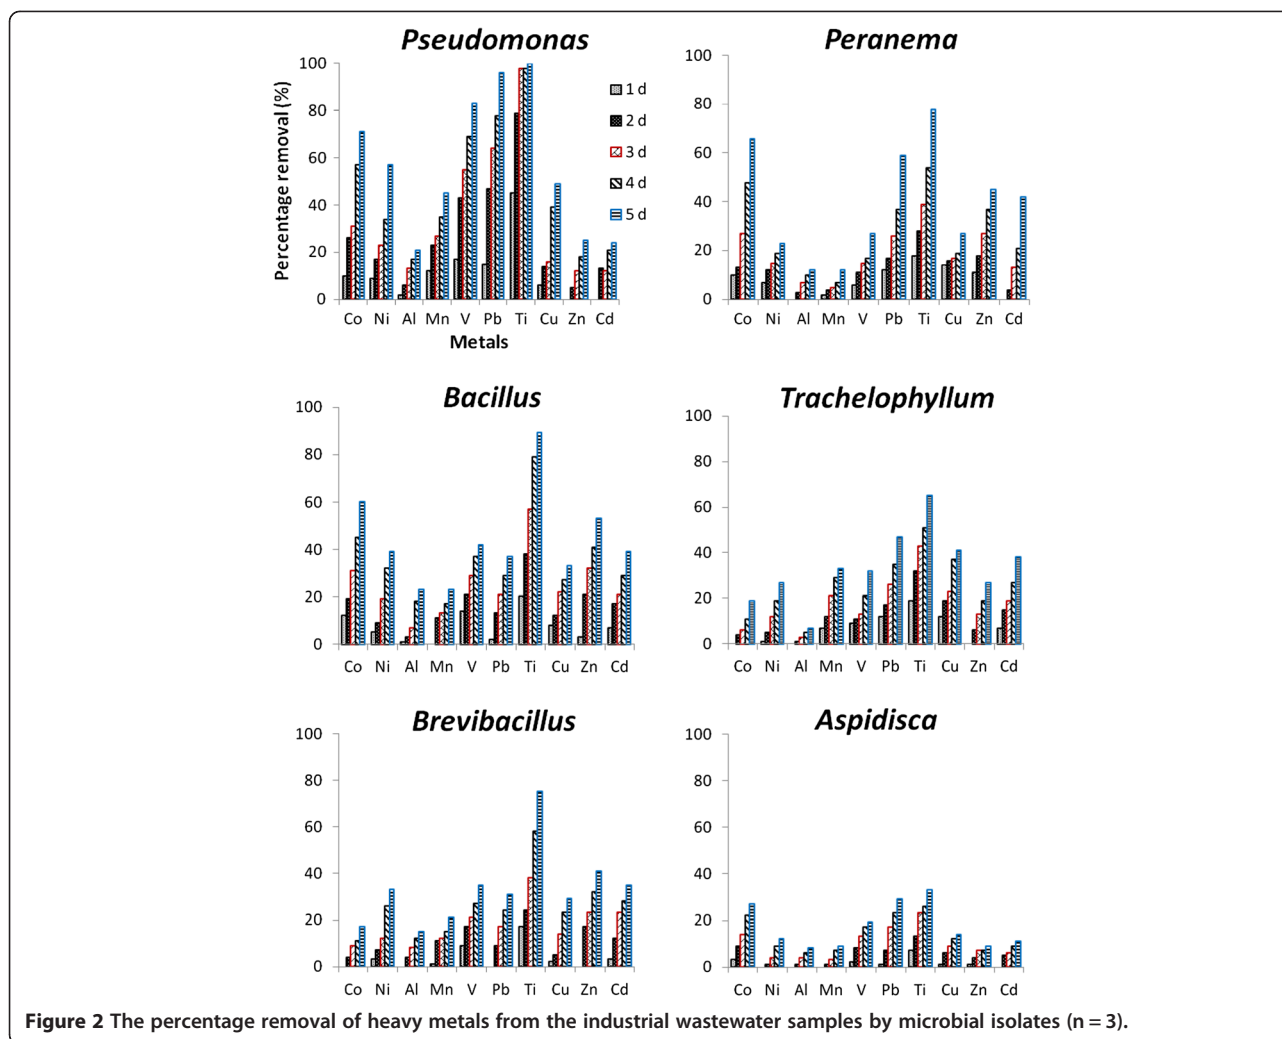 Pseudomonas
Percentage removal (%)
100
80
60
40
20
0
1 d
2 d
3 d
4 d
5 d
Co Ni Al Mn V Pb Ti Cu Zn Cd
Metals
Peranema
100
80
60
40
20
0
Co Ni Al Mn V Pb Ti Cu Zn Cd
Bacillus
100
80
60
40
20
0
Co Ni Al Mn V Pb Ti Cu Zn Cd
Trachelophyllum
100
80
60
40
20
0
Co Ni Al Mn V Pb Ti Cu Zn Cd
Brevibacillus
100
80
60
40
20
0
Co Ni Al Mn V Pb Ti Cu Zn Cd
Aspidisca
100
80
60
40
20
0
Co Ni Al Mn V Pb Ti Cu Zn Cd
Figure 2 The percentage removal of heavy metals from the industrial wastewater samples by microbial isolates (n = 3).